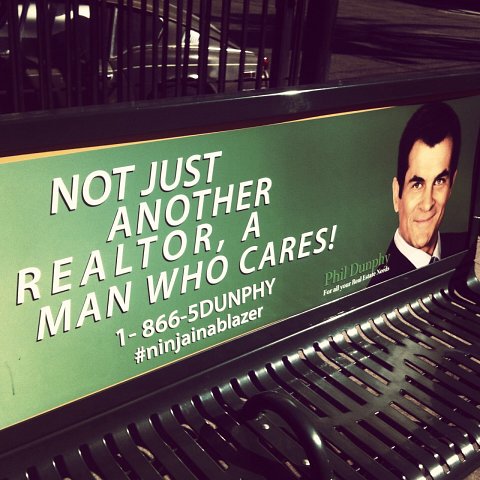 NOT JUST
ANOTHER
REALTOR, A
MAN WHO CARES!
1- 866-5DUNPHY
#ninjainablazer
Phil Dunphy
For all your Real Estate Needs